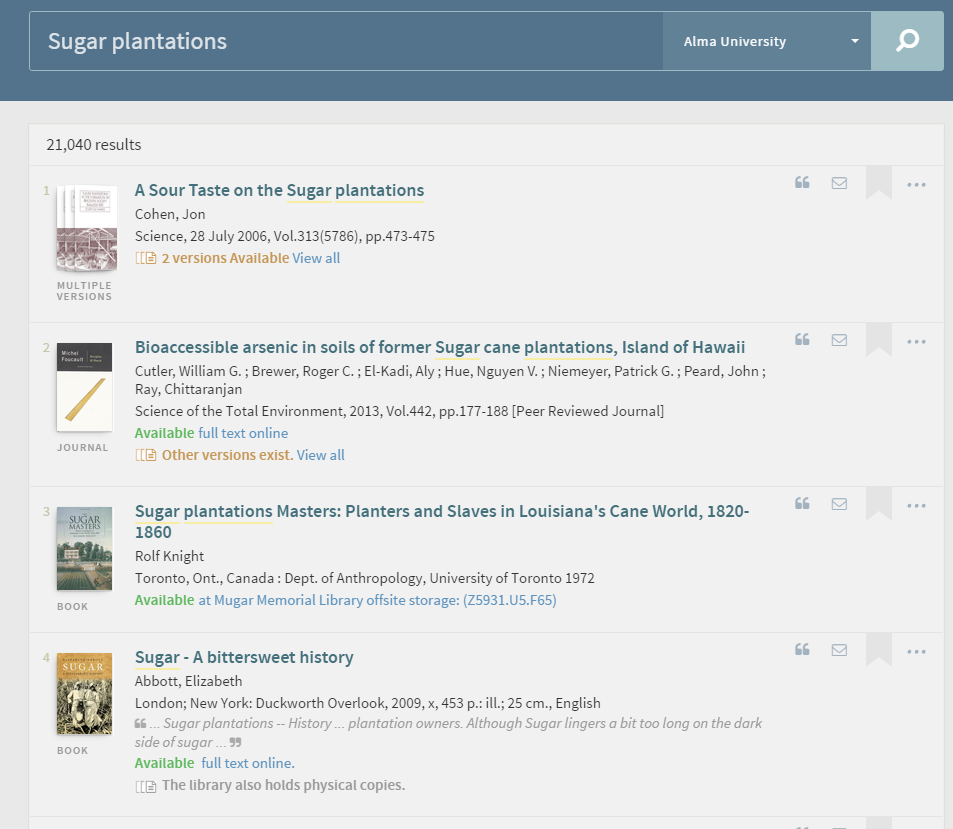 Sugar plantations
Alma University
21,040 results
1
A Sour Taste on the Sugar plantations
Cohen, Jon
Science, 28 July 2006, Vol.313(5786), pp.473-475
2 versions Available View all
MULTIPLE
VERSIONS
2
Michel
Foucault
Bioaccessible arsenic in soils of former Sugar cane plantations, Island of Hawaii
Cutler, William G. ; Brewer, Roger C. ; El-Kadi, Aly ; Hue, Nguyen V. ; Niemeyer, Patrick G. ; Peard, John ;
Ray, Chittaranjan
Science of the Total Environment, 2013, Vol.442, pp.177-188 [Peer Reviewed Journal]
Available full text online
JOURNAL
Other versions exist. View all
3
SUGAR
MASTERS
Sugar plantations Masters: Planters and Slaves in Louisiana's Cane World, 1820-
1860
Rolf Knight
Toronto, Ont., Canada : Dept. of Anthropology, University of Toronto 1972
Available at Mugar Memorial Library offsite storage: (Z5931.U5.F65)
BOOK
4
ELIZABETH ABBOTT
SUGAR
Sugar - A bittersweet history
Abbott, Elizabeth
London; New York: Duckworth Overlook, 2009, x, 453 p.: ill.; 25 cm., English
❝ ... Sugar plantations -- History ... plantation owners. Although Sugar lingers a bit too long on the dark
side of sugar ... ❞
BOOK
Available full text online.
The library also holds physical copies.